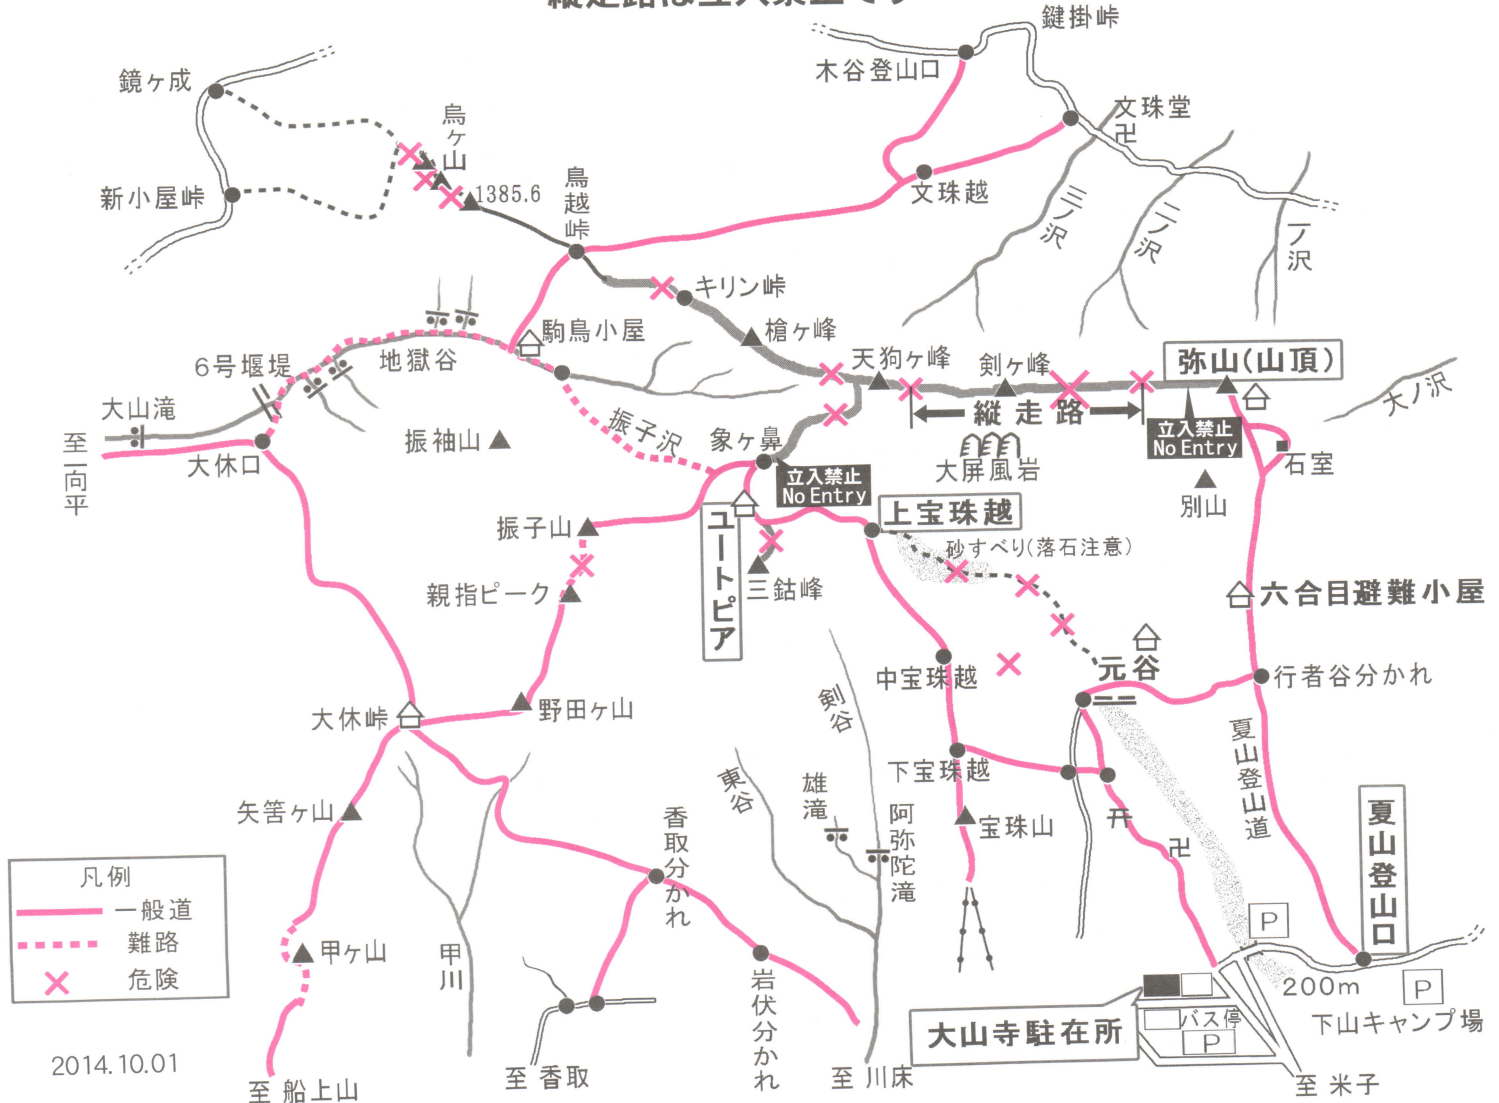 縦走路は立入禁止です
鍵掛峠
木谷登山口
鏡ヶ成
烏ヶ山
文珠堂
卍
新小屋峠
1385.6
鳥越峠
文珠越
三ノ沢
二ノ沢
一ノ沢
キリン峠
駒鳥小屋
槍ヶ峰
天狗ヶ峰
剣ヶ峰
弥山(山頂)
6号堰堤
地獄谷
縦走路
大ノ沢
大山滝
至一向平
大休口
振袖山
振子沢
象ヶ鼻
立入禁止
No Entry
大屏風岩
立入禁止
No Entry
石室
別山
振子山
ユートピア
上宝珠越
砂すべり(落石注意)
親指ピーク
三鈷峰
六合目避難小屋
中宝珠越
元谷
行者谷分かれ
大休峠
野田ヶ山
剣谷
夏山登山道
東谷
雄滝
下宝珠越
矢筈ヶ山
香取分かれ
阿弥陀滝
宝珠山
卍
夏山登山口
凡例
一般道
難路
危険
甲ヶ山
甲川
岩伏分かれ
P
200m
P
下山キャンプ場
大山寺駐在所
バス停
P
2014.10.01
至 船上山
至 香取
至 川床
至 米子